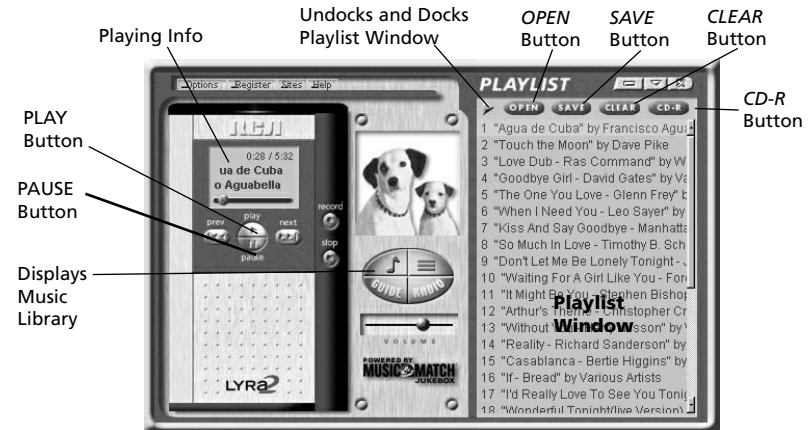 Playing Info
Undocks and Docks
Playlist Window
OPEN
Button
SAVE
Button
CLEAR
Button
CD-R
Button
PLAY
Button
PAUSE
Button
Displays
Music
Library
Options Register Sites Help
RCA
0:28 / 5:32
ua de Cuba
o Aguabella
play
prev
next
pause
record
stop
LYRA2
GUIDE
RADIO
VOLUME
POWERED BY
MUSICMATCH
JUKEBOX
PLAYLIST
OPEN SAVE CLEAR CD-R
1 "Agua de Cuba" by Francisco Agua
2 "Touch the Moon" by Dave Pike
3 "Love Dub - Ras Command" by W
4 "Goodbye Girl - David Gates" by Va
5 "The One You Love - Glenn Frey" b
6 "When I Need You - Leo Sayer" by
7 "Kiss And Say Goodbye - Manhatta
8 "So Much In Love - Timothy B. Sch
9 "Don't Let Me Be Lonely Tonight - J
10 "Waiting For A Girl Like You - Fore
11 "It Might Be You - Stephen Bishop
12 "Arthur's Theme - Christopher Cr
13 "Without You
14 "Reality - Richard Sanderson" by
15 "Casablanca - Bertie Higgins" by
16 "If - Bread" by Various Artists
17 "I'd Really Love To See You Tonig
18 "Wonderful Tonight(live Version)
Playlist
Window